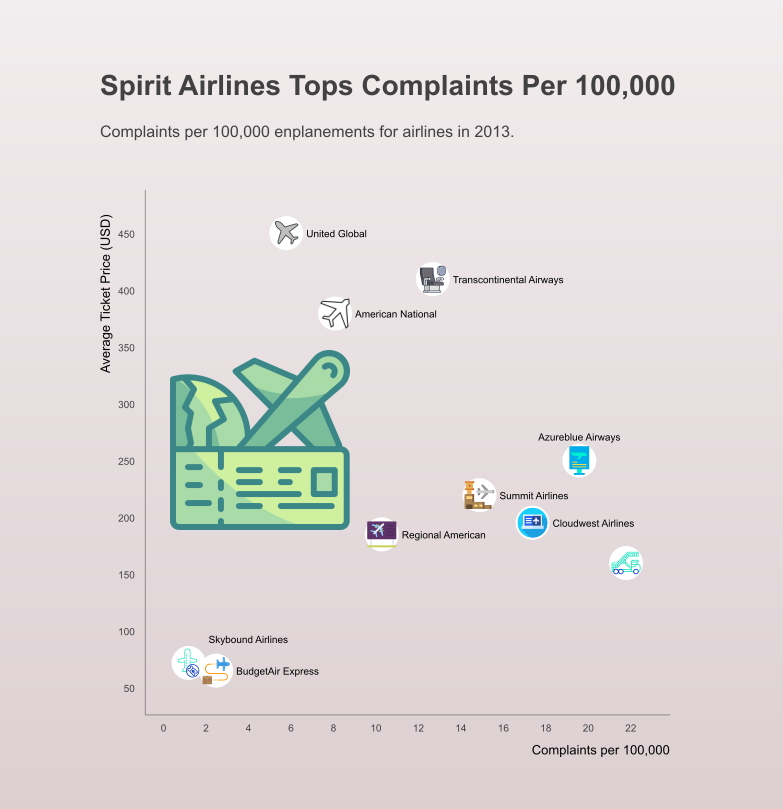 Spirit Airlines Tops Complaints Per 100,000
Complaints per 100,000 enplanements for airlines in 2013.
Average Ticket Price (USD)
450
400
350
300
250
200
150
100
50
United Global
Transcontinental Airways
American National
Azureblue Airways
Summit Airlines
Cloudwest Airlines
Regional American
Skybound Airlines
BudgetAir Express
0 2 4 6 8 10 12 14 16 18 20 22
Complaints per 100,000